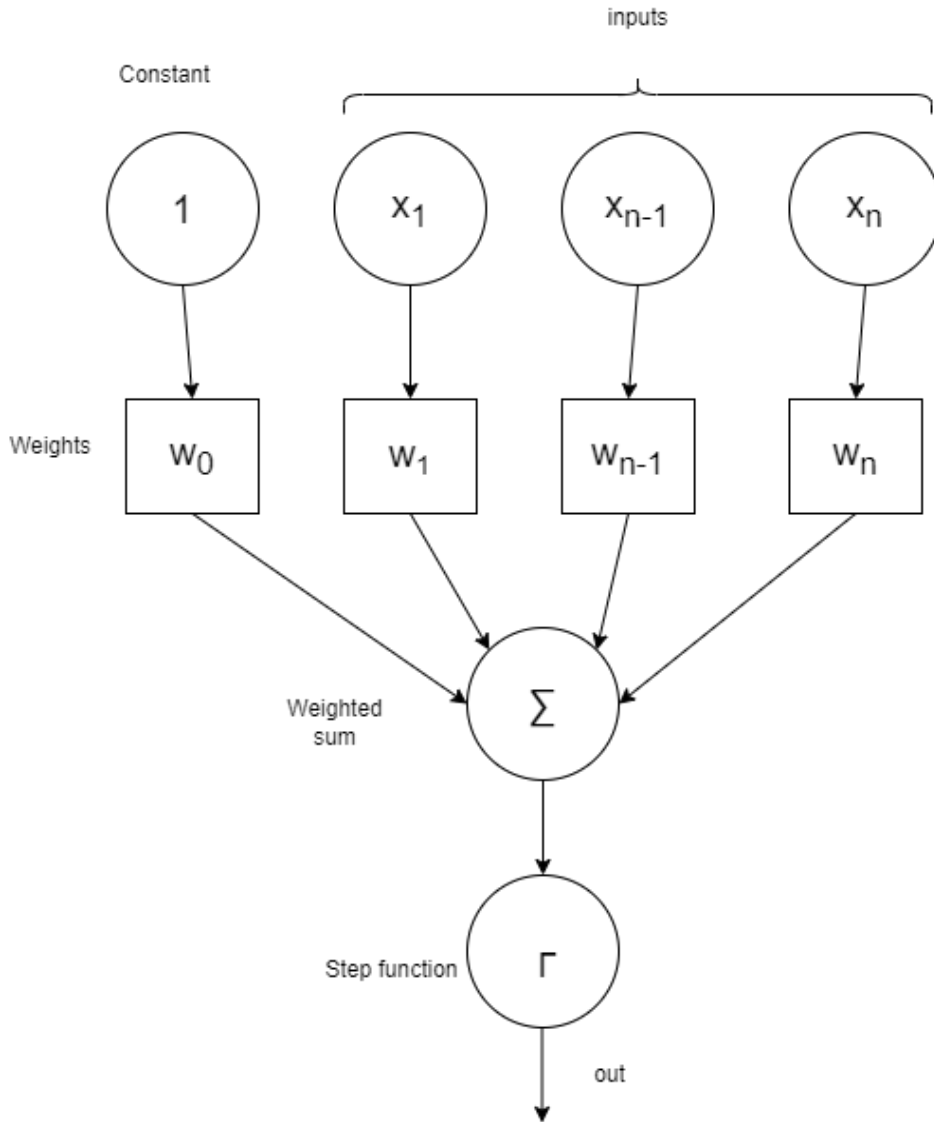 inputs
Constant
1
x₁
xₙ₋₁
xₙ
Weights
w₀
w₁
wₙ₋₁
wₙ
Weighted
sum
∑
Step function
Γ
out